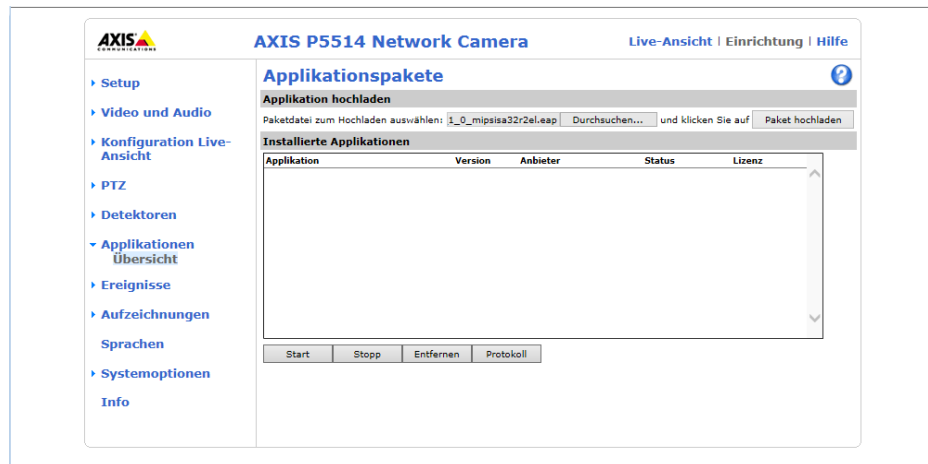 AXIS
COMMUNICATIONS
AXIS P5514 Network Camera
Live-Ansicht | Einrichtung | Hilfe
Setup
Video und Audio
Konfiguration Live-
Ansicht
PTZ
Detektoren
Applikationen
Übersicht
Ereignisse
Aufzeichnungen
Sprachen
Systemoptionen
Info
Applikationspakete
?
Applikation hochladen
Paketdatei zum Hochladen auswählen: 1_0_mipsisa32r2el.eap Durchsuchen... und klicken Sie auf Paket hochladen
Installierte Applikationen
Applikation Version Anbieter Status Lizenz
Start Stopp Entfernen Protokoll